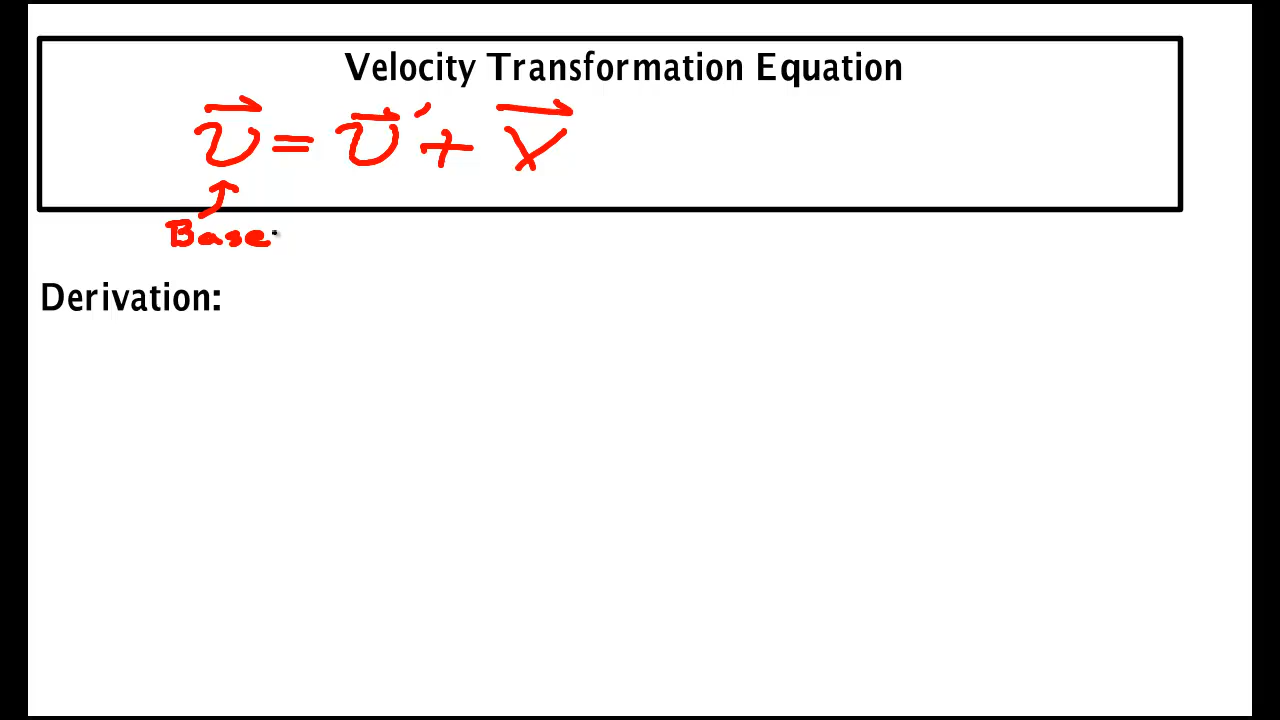 Velocity Transformation Equation
v⃗ = v⃗′ + V⃗
Base
Derivation: